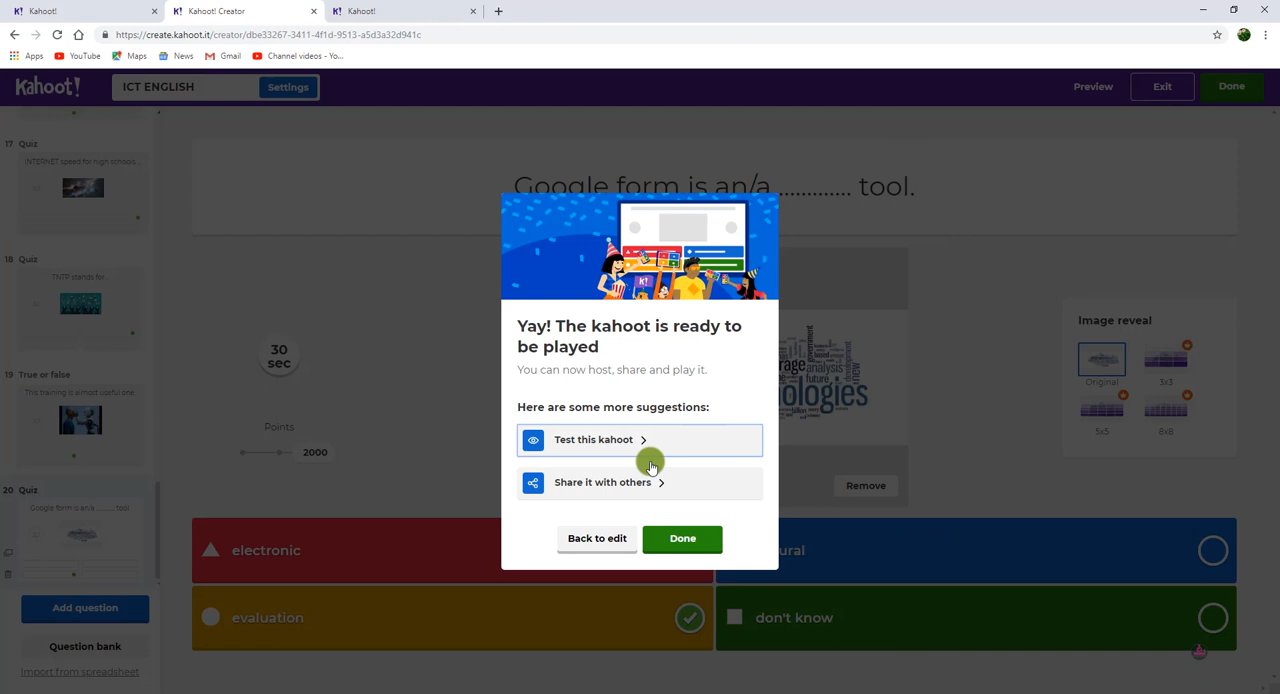 Kahoot!
Kahoot! Creator
Kahoot!
https://create.kahoot.it/creator/dbe33267-3411-4f1d-9513-a5d3a32d941c
Apps
YouTube
Maps
News
Gmail
Channel videos - Yo...
Kahoot!
ICT ENGLISH
Settings
Preview
Exit
Done
17 Quiz
INTERNET speed for high schools...
18 Quiz
TNTP stands for...
19 True or false
This training is almost useful one
20 Quiz
Google form is an/a ............ tool.
Add question
Question bank
Import from spreadsheet
Google form is an/a ............ tool.
30
sec
Points
2000
K!
Yay! The kahoot is ready to
be played
You can now host, share and play it.
Here are some more suggestions:
Test this kahoot
Share it with others
Back to edit
Done
Image reveal
Original
3x3
5x5
8x8
Remove
electronic
ural
evaluation
don't know